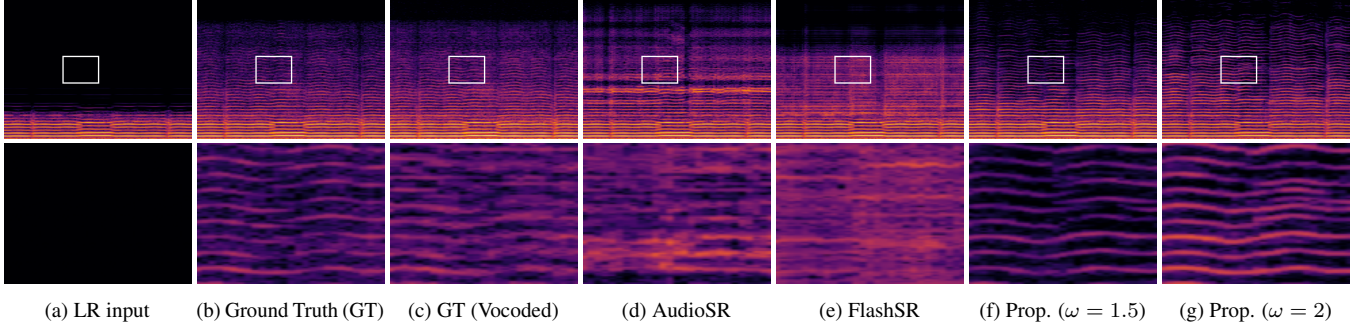 (a) LR input
(b) Ground Truth (GT)
(c) GT (Vocoded)
(d) AudioSR
(e) FlashSR
(f) Prop. (ω = 1.5)
(g) Prop. (ω = 2)